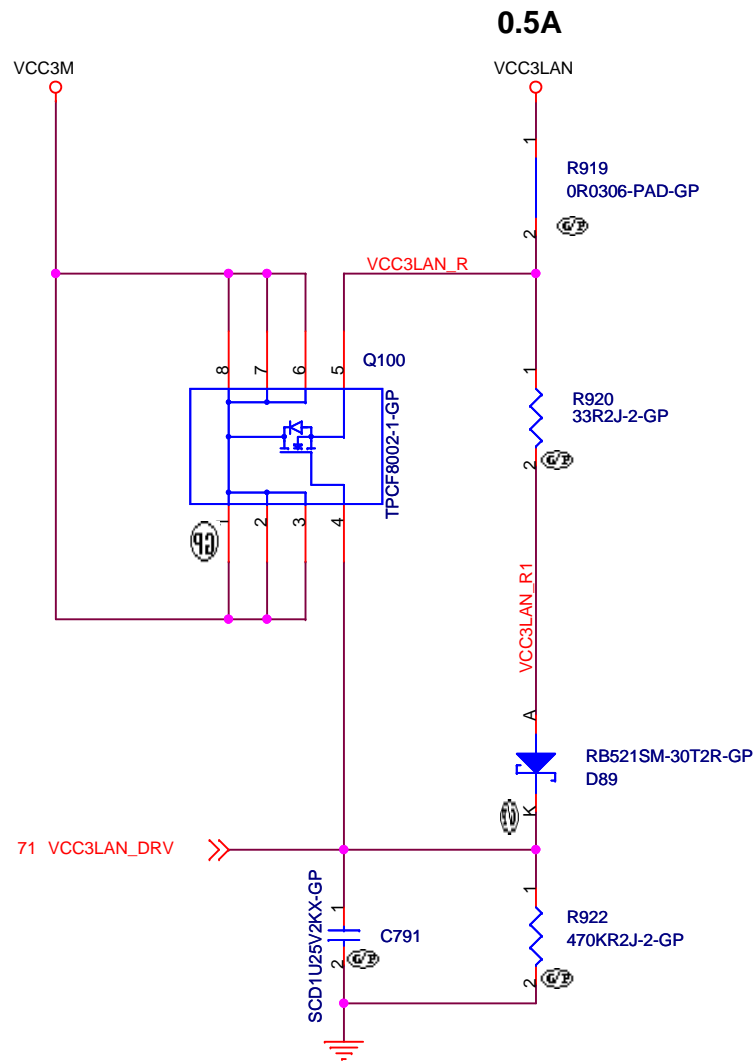 0.5A
VCC3M
VCC3LAN
1
R919
0R0306-PAD-GP
2
G/P
VCC3LAN_R
8
7
6
5
Q100
TPCF8002-1-GP
1
2
3
4
GP
1
R920
33R2J-2-GP
2
G/P
VCC3LAN_R1
A
RB521SM-30T2R-GP
D89
K
71 VCC3LAN_DRV
SCD1U25V2KX-GP
1
C791
2
G/P
1
R922
470KR2J-2-GP
2
G/P